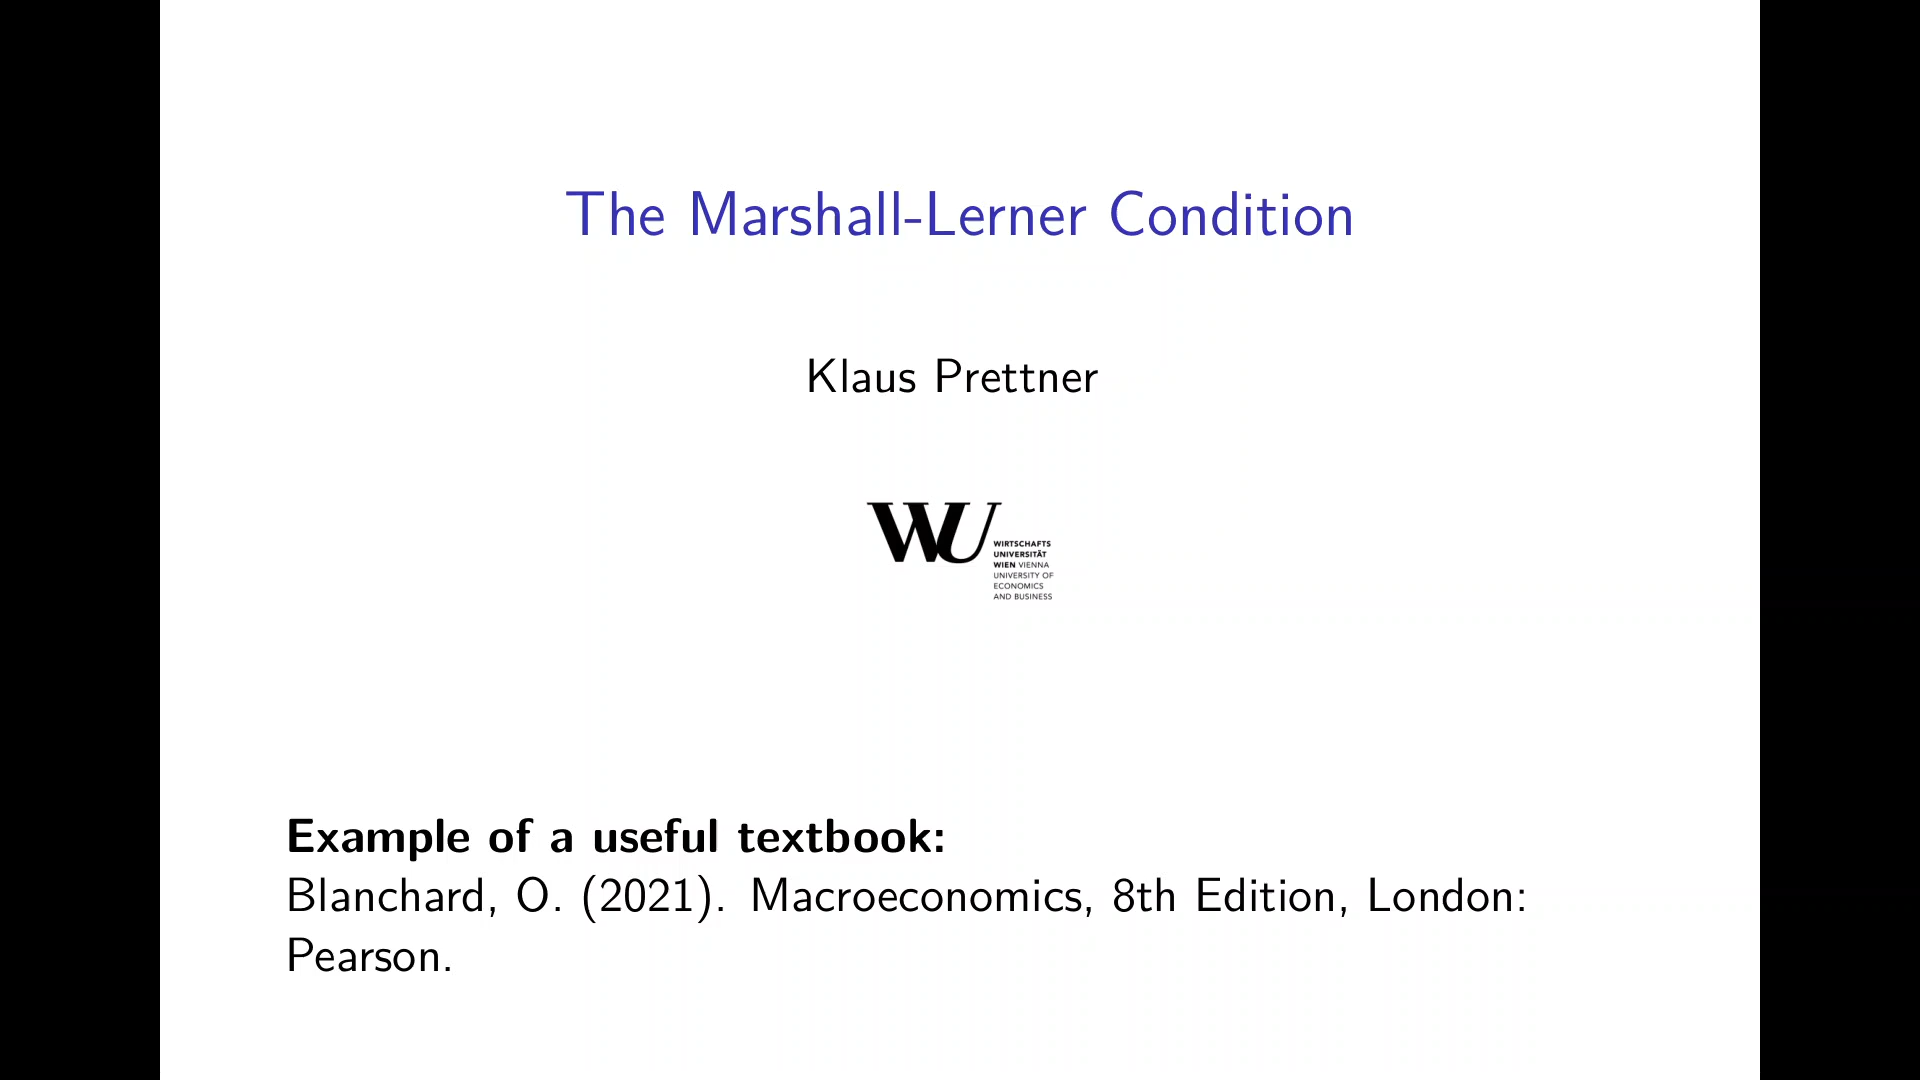 The Marshall-Lerner Condition
Klaus Prettner
WU
WIRTSCHAFTS
UNIVERSITÄT
WIEN VIENNA
UNIVERSITY OF
ECONOMICS
AND BUSINESS
Example of a useful textbook:
Blanchard, O. (2021). Macroeconomics, 8th Edition, London:
Pearson.